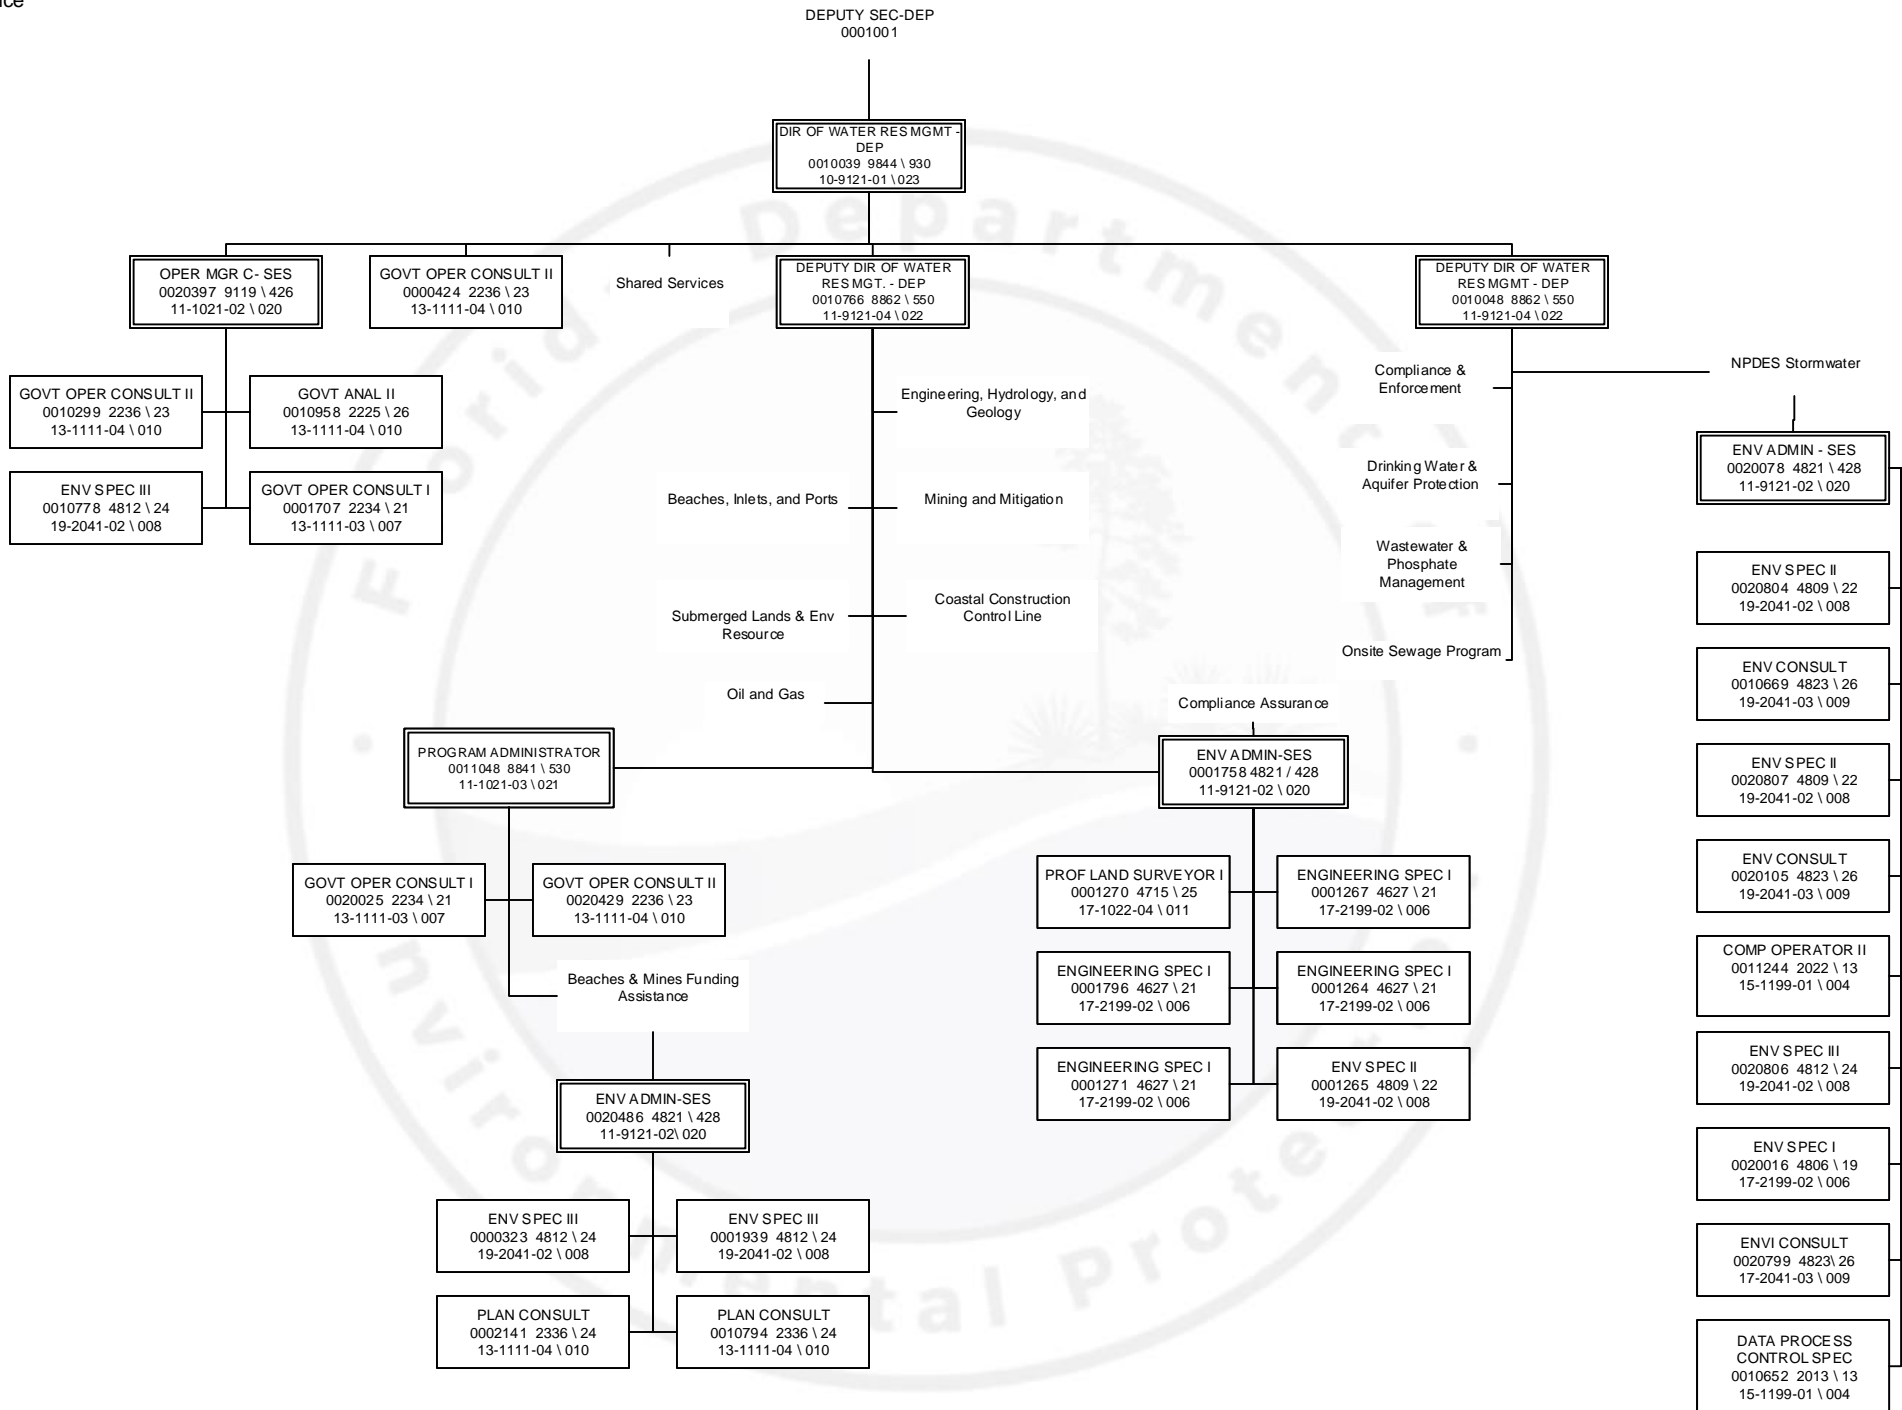 DEPUTY SEC-DEP
0001001
DIR OF WATER RES MGMT -
DEP
0010039 9844 \ 930
10-9121-01 \ 023
OPER MGR C- SES
0020397 9119 \ 426
11-1021-02 \ 020
GOVT OPER CONSULT II
0000424 2236 \ 23
13-1111-04 \ 010
Shared Services
DEPUTY DIR OF WATER
RES MGT. - DEP
0010766 8862 \ 550
11-9121-04 \ 022
DEPUTY DIR OF WATER
RES MGMT - DEP
0010048 8862 \ 550
11-9121-04 \ 022
GOVT OPER CONSULT II
0010299 2236 \ 23
13-1111-04 \ 010
GOVT ANAL II
0010958 2225 \ 26
13-1111-04 \ 010
ENV SPEC III
0010778 4812 \ 24
19-2041-02 \ 008
GOVT OPER CONSULT I
0001707 2234 \ 21
13-1111-03 \ 007
Engineering, Hydrology, and
Geology
Beaches, Inlets, and Ports
Mining and Mitigation
Submerged Lands & Env
Resource
Coastal Construction
Control Line
Oil and Gas
Compliance &
Enforcement
Drinking Water &
Aquifer Protection
Wastewater &
Phosphate
Management
Onsite Sewage Program
NPDES Stormwater
ENV ADMIN - SES
0020078 4821 \ 428
11-9121-02 \ 020
ENV SPEC II
0020804 4809 \ 22
19-2041-02 \ 008
ENV CONSULT
0010669 4823 \ 26
19-2041-03 \ 009
ENV SPEC II
0020807 4809 \ 22
19-2041-02 \ 008
ENV CONSULT
0020105 4823 \ 26
19-2041-03 \ 009
COMP OPERATOR II
0011244 2022 \ 13
15-1199-01 \ 004
ENV SPEC III
0020806 4812 \ 24
19-2041-02 \ 008
ENV SPEC I
0020016 4806 \ 19
17-2199-02 \ 006
ENVI CONSULT
0020799 4823\ 26
17-2041-03 \ 009
DATA PROCESS
CONTROL SPEC
0010652 2013 \ 13
15-1199-01 \ 004
PROGRAM ADMINISTRATOR
0011048 8841 \ 530
11-1021-03 \ 021
GOVT OPER CONSULT I
0020025 2234 \ 21
13-1111-03 \ 007
GOVT OPER CONSULT II
0020429 2236 \ 23
13-1111-04 \ 010
Beaches & Mines Funding
Assistance
ENV ADMIN-SES
0020486 4821 \ 428
11-9121-02\ 020
ENV SPEC III
0000323 4812 \ 24
19-2041-02 \ 008
ENV SPEC III
0001939 4812 \ 24
19-2041-02 \ 008
PLAN CONSULT
0002141 2336 \ 24
13-1111-04 \ 010
PLAN CONSULT
0010794 2336 \ 24
13-1111-04 \ 010
Compliance Assurance
ENV ADMIN-SES
0001758 4821 / 428
11-9121-02 \ 020
PROF LAND SURVEYOR I
0001270 4715 \ 25
17-1022-04 \ 011
ENGINEERING SPEC I
0001267 4627 \ 21
17-2199-02 \ 006
ENGINEERING SPEC I
0001796 4627 \ 21
17-2199-02 \ 006
ENGINEERING SPEC I
0001264 4627 \ 21
17-2199-02 \ 006
ENGINEERING SPEC I
0001271 4627 \ 21
17-2199-02 \ 006
ENV SPEC II
0001265 4809 \ 22
19-2041-02 \ 008